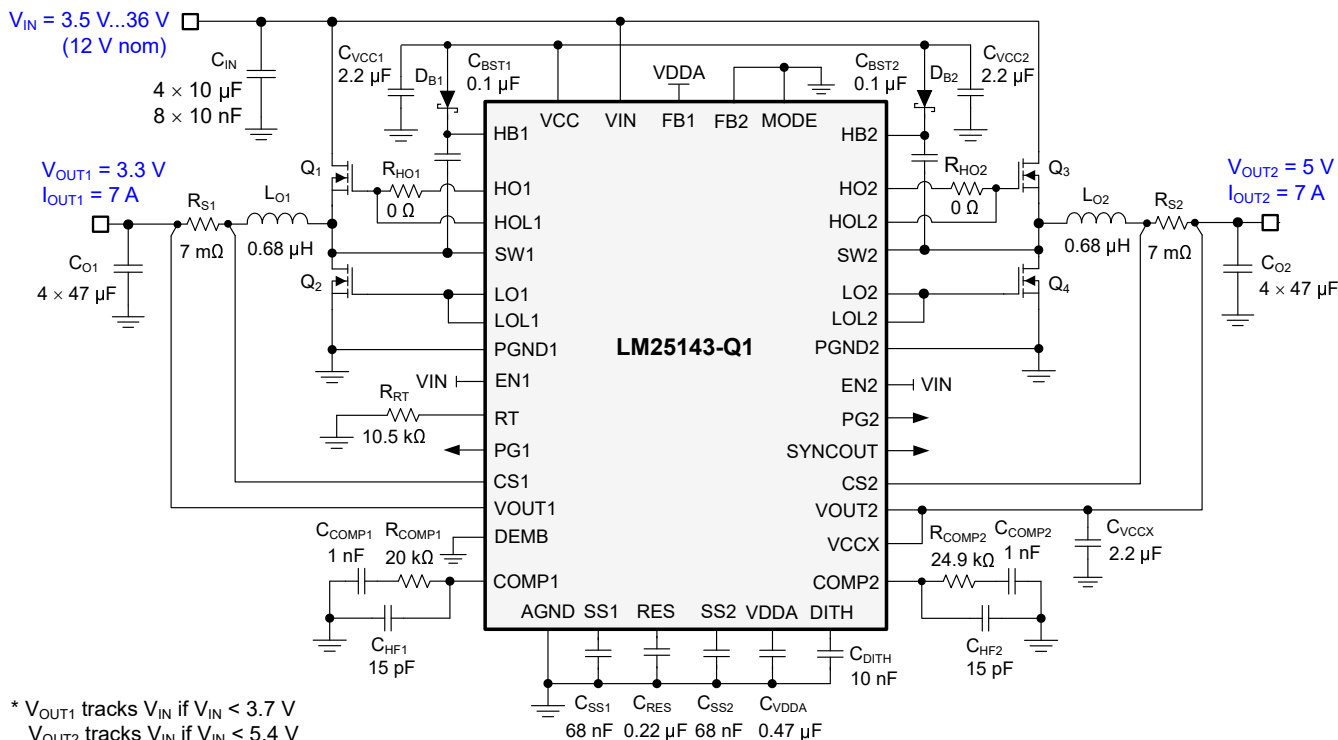 V_IN = 3.5 V...36 V
(12 V nom)
C_IN
4 × 10 µF
8 × 10 nF
C_VCC1
2.2 µF
D_B1
C_BST1
0.1 µF
VDDA
C_BST2
0.1 µF
D_B2
C_VCC2
2.2 µF
VCC
VIN
FB1
FB2
MODE
HB1
HB2
V_OUT1 = 3.3 V
I_OUT1 = 7 A
R_S1
7 mΩ
L_O1
0.68 µH
Q_1
R_HO1
0 Ω
HO1
HOL1
SW1
C_O1
4 × 47 µF
Q_2
LO1
LOL1
PGND1
LM25143-Q1
HO2
R_HO2
0 Ω
HOL2
SW2
Q_3
L_O2
0.68 µH
R_S2
7 mΩ
V_OUT2 = 5 V
I_OUT2 = 7 A
LO2
LOL2
PGND2
Q_4
C_O2
4 × 47 µF
VIN
EN1
R_RT
10.5 kΩ
RT
PG1
CS1
VOUT1
DEMB
COMP1
EN2
VIN
PG2
SYNCOUT
CS2
VOUT2
VCCX
COMP2
C_VCCX
2.2 µF
C_COMP1
1 nF
R_COMP1
20 kΩ
C_HF1
15 pF
R_COMP2
24.9 kΩ
C_COMP2
1 nF
C_HF2
15 pF
AGND
SS1
RES
SS2
VDDA
DITH
C_DITH
10 nF
C_SS1
68 nF
C_RES
0.22 µF
C_SS2
68 nF
C_VDDA
0.47 µF
* V_OUT1 tracks V_IN if V_IN < 3.7 V
V_OUT2 tracks V_IN if V_IN < 5.4 V